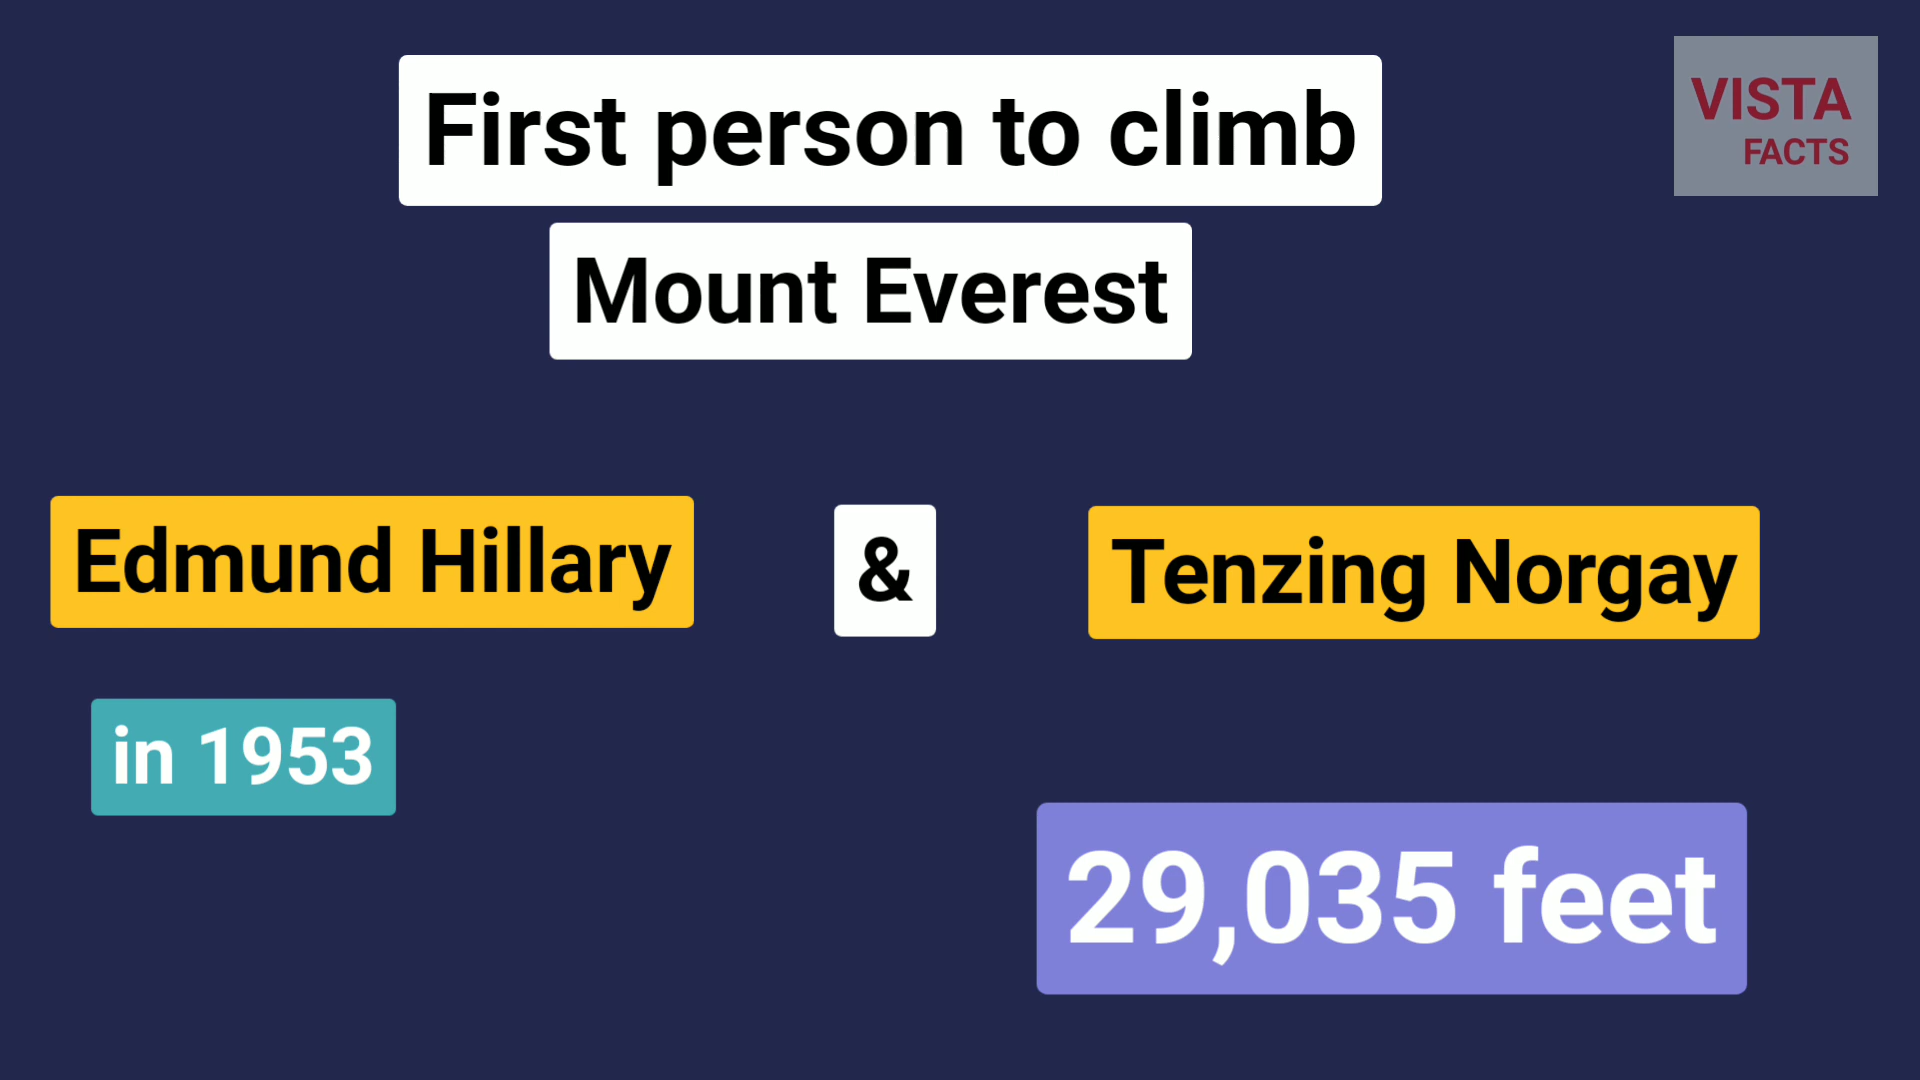 First person to climb
Mount Everest
VISTA
FACTS
Edmund Hillary & Tenzing Norgay
in 1953
29,035 feet